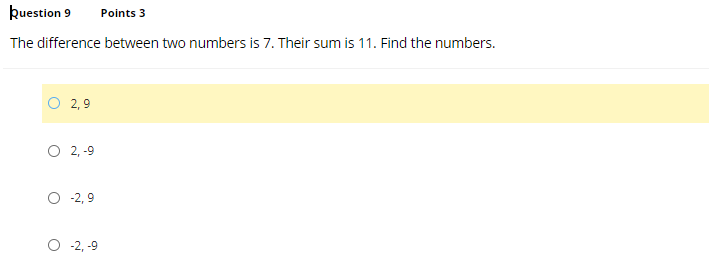 Question 9 Points 3
The difference between two numbers is 7. Their sum is 11. Find the numbers.
2, 9
2, -9
-2, 9
-2, -9